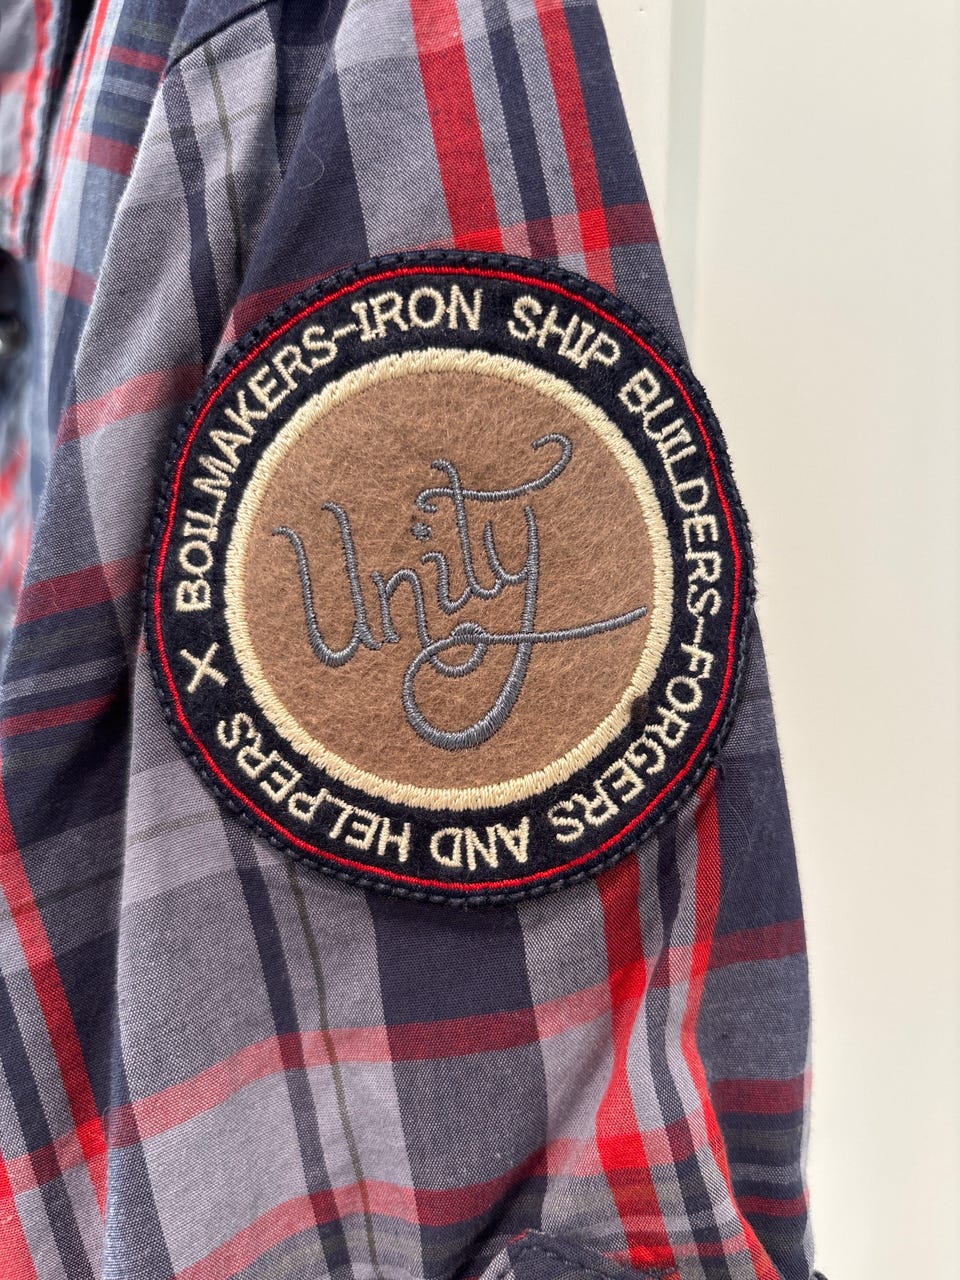 BOILMAKERS-IRON SHIP BUILDERS-FORGERS AND HELPERS X
Unity